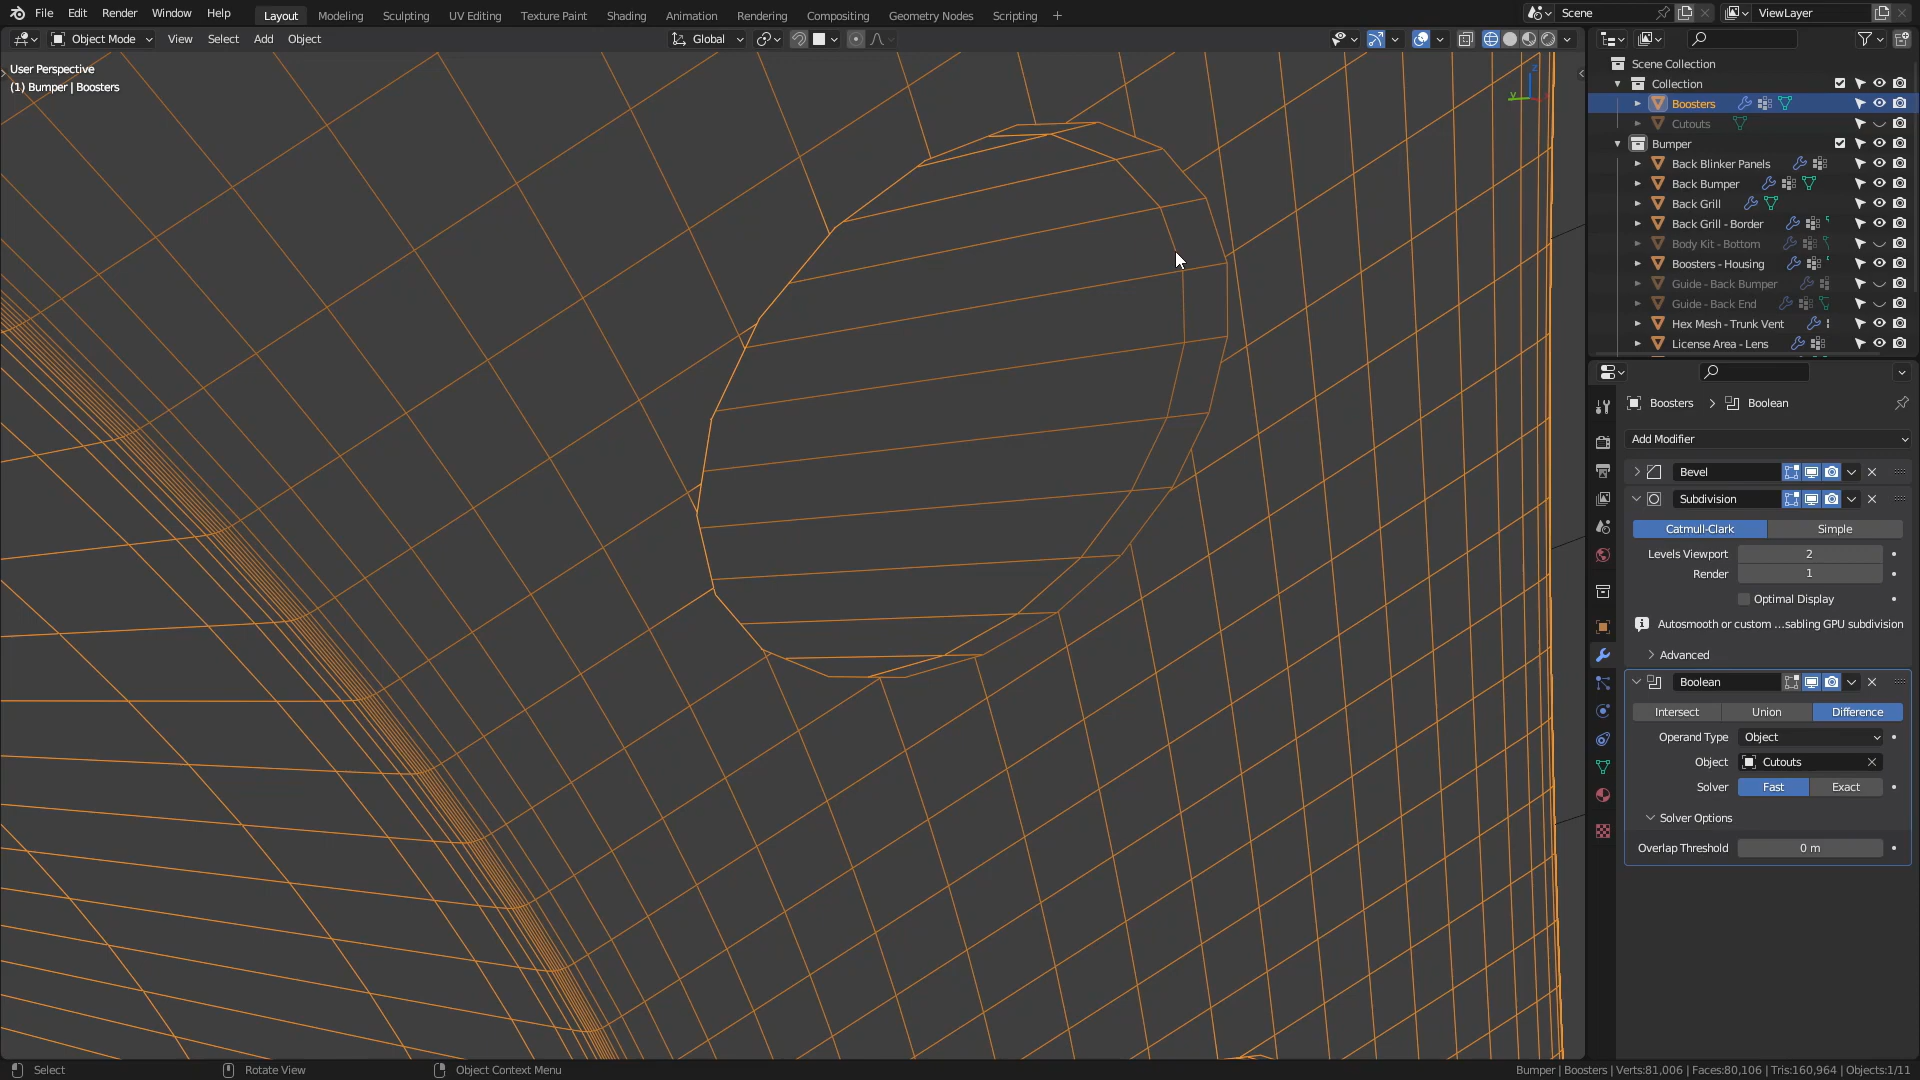 File Edit Render Window Help Layout Modeling Sculpting UV Editing Texture Paint Shading Animation Rendering Compositing Geometry Nodes Scripting Scene ViewLayer
Object Mode View Select Add Object Global
User Perspective
(1) Bumper | Boosters
Z
Y
Scene Collection
Collection
Boosters
Cutouts
Bumper
Back Blinker Panels
Back Bumper
Back Grill
Back Grill - Border
Body Kit - Bottom
Boosters - Housing
Guide - Back Bumper
Guide - Back End
Hex Mesh - Trunk Vent
License Area - Lens
Boosters Boolean
Add Modifier
Bevel
Subdivision
Catmull-Clark Simple
Levels Viewport 2
Render 1
Optimal Display
Autosmooth or custom ...sabling GPU subdivision
Advanced
Boolean
Intersect Union Difference
Operand Type Object
Object Cutouts
Solver Fast Exact
Solver Options
Overlap Threshold 0 m
Select Rotate View Object Context Menu Bumper | Boosters | Verts:81,006 | Faces:80,106 | Tris:160,964 | Objects:1/11